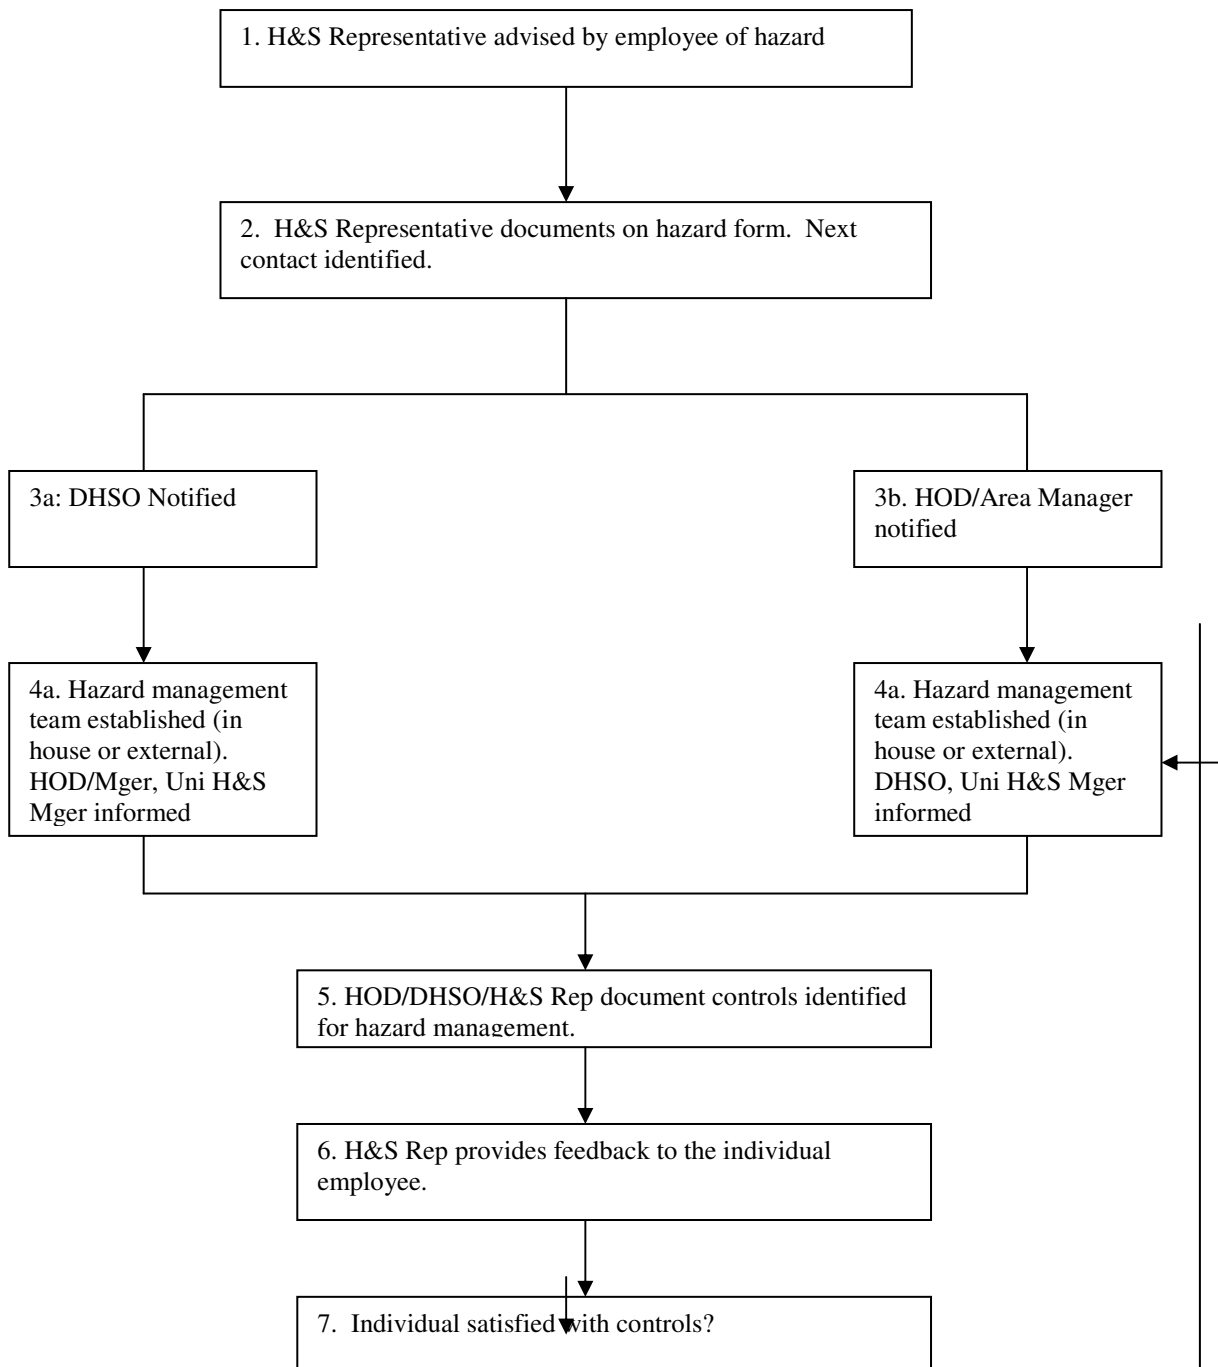 1. H&S Representative advised by employee of hazard
2.  H&S Representative documents on hazard form.  Next
contact identified.
3a: DHSO Notified
3b. HOD/Area Manager
notified
4a. Hazard management
team established (in
house or external).
HOD/Mger, Uni H&S
Mger informed
4a. Hazard management
team established (in
house or external).
DHSO, Uni H&S Mger
informed
5. HOD/DHSO/H&S Rep document controls identified
for hazard management.
6. H&S Rep provides feedback to the individual
employee.
7.  Individual satisfied with controls?